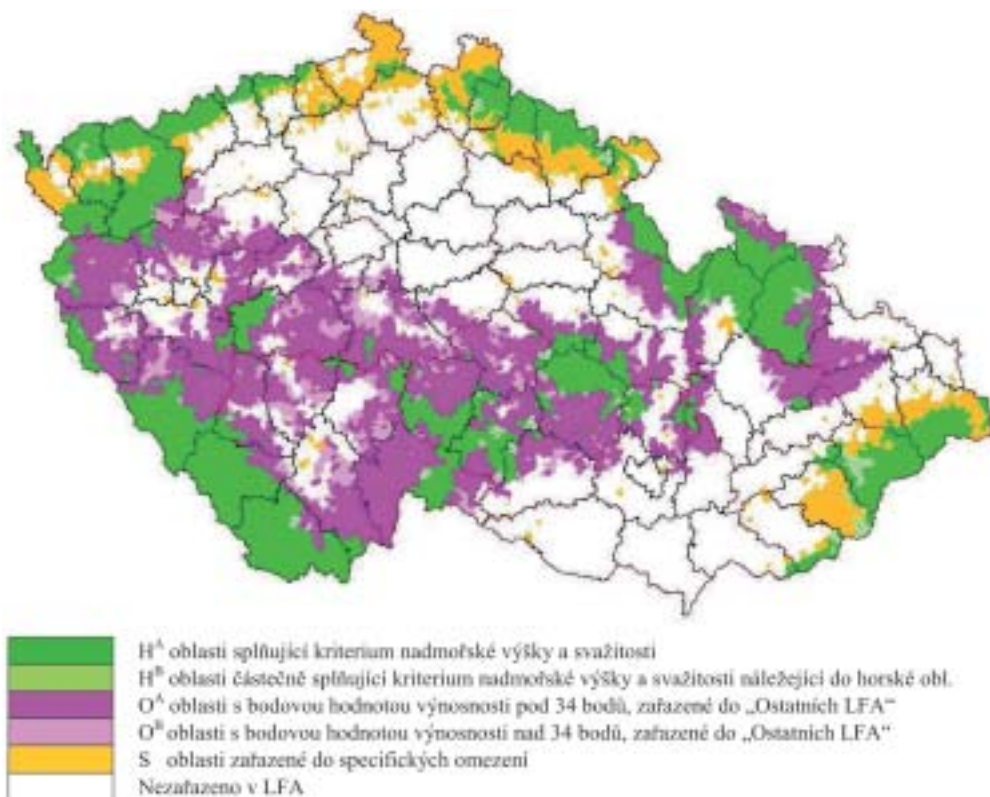 H^A oblasti splňující kriterium nadmořské výšky a svažitosti
H^B oblasti částečně splňující kriterium nadmořské výšky a svažitosti náležející do horské obl.
O^A oblasti s bodovou hodnotou výnosnosti pod 34 bodů, zařazené do „Ostatních LFA“
O^B oblasti s bodovou hodnotou výnosnosti nad 34 bodů, zařazené do „Ostatních LFA“
S oblasti zařazené do specifických omezení
Nezařazeno v LFA